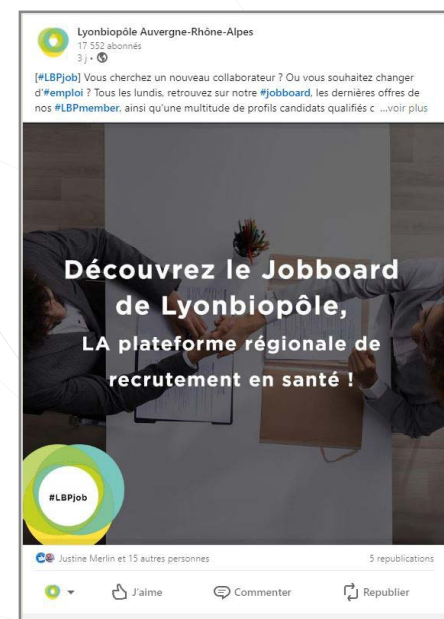 Lyonbiopôle Auvergne-Rhône-Alpes
17 552 abonnés
3 j •
[#LBPjob] Vous cherchez un nouveau collaborateur ? Ou vous souhaitez changer
d'#emploi ? Tous les lundis, retrouvez sur notre #jobboard, les dernières offres de
nos #LBPmember, ainsi qu'une multitude de profils candidats qualifiés c ...voir plus
Découvrez le Jobboard
de Lyonbiopôle,
LA plateforme régionale de
recrutement en santé !
#LBPjob
Justine Merlin et 15 autres personnes
5 republications
J'aime
Commenter
Republier